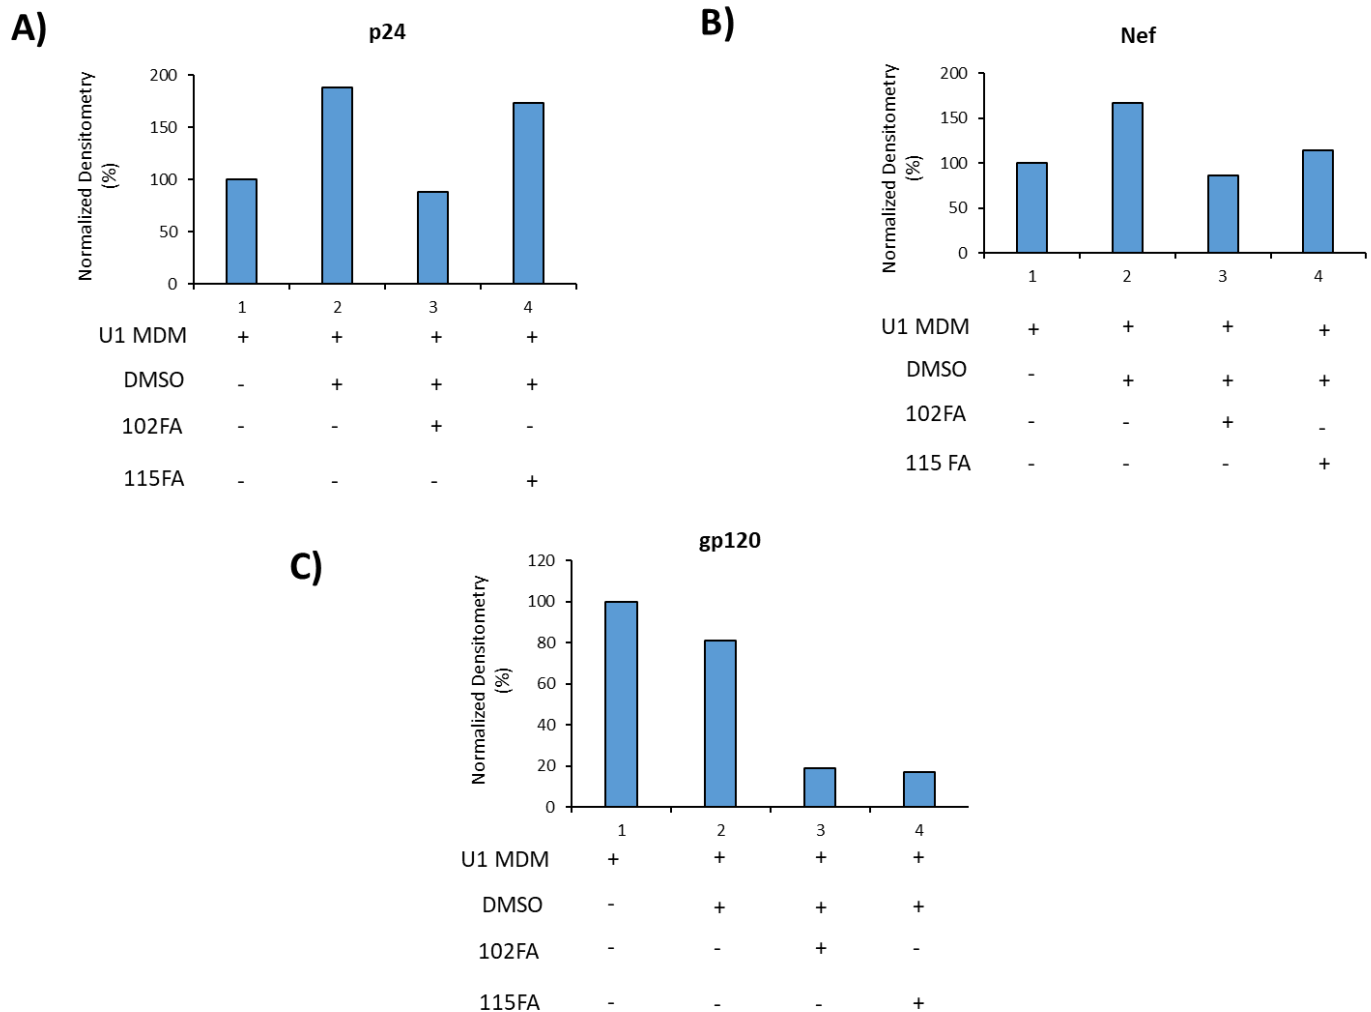 A)
p24
Normalized Densitometry
(%)
200
150
100
50
0
1 2 3 4
U1 MDM + + + +
DMSO - + + +
102FA - - + -
115FA - - - +
B)
Nef
Normalized Densitometry
(%)
200
150
100
50
0
1 2 3 4
U1 MDM + + + +
DMSO - + + +
102FA - - + -
115 FA - - - +
C)
gp120
Normalized Densitometry
(%)
120
100
80
60
40
20
0
1 2 3 4
U1 MDM + + + +
DMSO - + + +
102FA - - + -
115FA - - - +